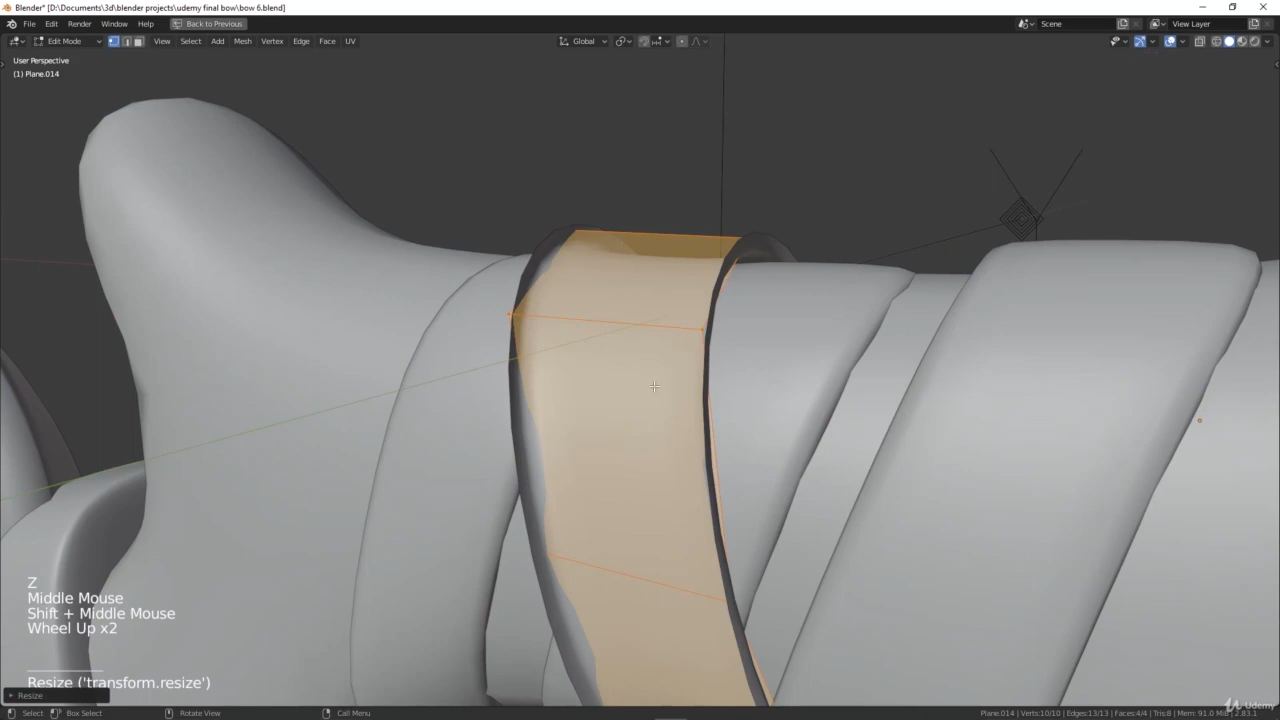 Blender* [D:\Documents\3d\blender projects\udemy final bow\bow 6.blend]
File Edit Render Window Help Back to Previous Scene View Layer
Edit Mode View Select Add Mesh Vertex Edge Face UV Global
User Perspective
(1) Plane.014
Z
Middle Mouse
Shift + Middle Mouse
Wheel Up x2
Resize ('transform.resize')
Resize
Select Box Select Rotate View Call Menu Plane.014 | Verts:10/10 | Edges:13/13 | Faces:4/4 | Tris:8 | Mem: 91.0 MiB | 2.83.1
Udemy